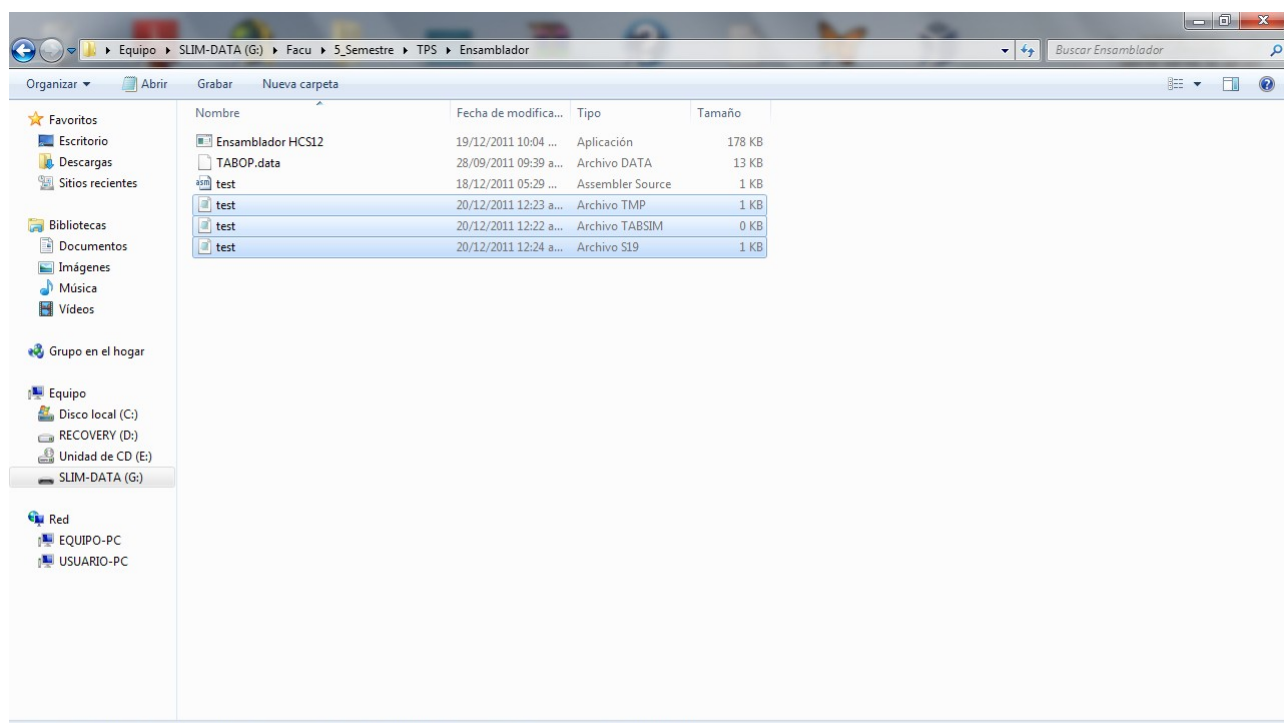 Equipo SLIM-DATA (G:) Facu 5_Semestre TPS Ensamblador
Buscar Ensamblador
Organizar Abrir Grabar Nueva carpeta
Favoritos
Escritorio
Descargas
Sitios recientes
Bibliotecas
Documentos
Imágenes
Música
Vídeos
Grupo en el hogar
Equipo
Disco local (C:)
RECOVERY (D:)
Unidad de CD (E:)
SLIM-DATA (G:)
Red
EQUIPO-PC
USUARIO-PC
Nombre Fecha de modifica... Tipo Tamaño
Ensamblador HCS12 19/12/2011 10:04 ... Aplicación 178 KB
TABOP.data 28/09/2011 09:39 a... Archivo DATA 13 KB
asm test 18/12/2011 05:29 ... Assembler Source 1 KB
test 20/12/2011 12:23 a... Archivo TMP 1 KB
test 20/12/2011 12:22 a... Archivo TABSIM 0 KB
test 20/12/2011 12:24 a... Archivo S19 1 KB